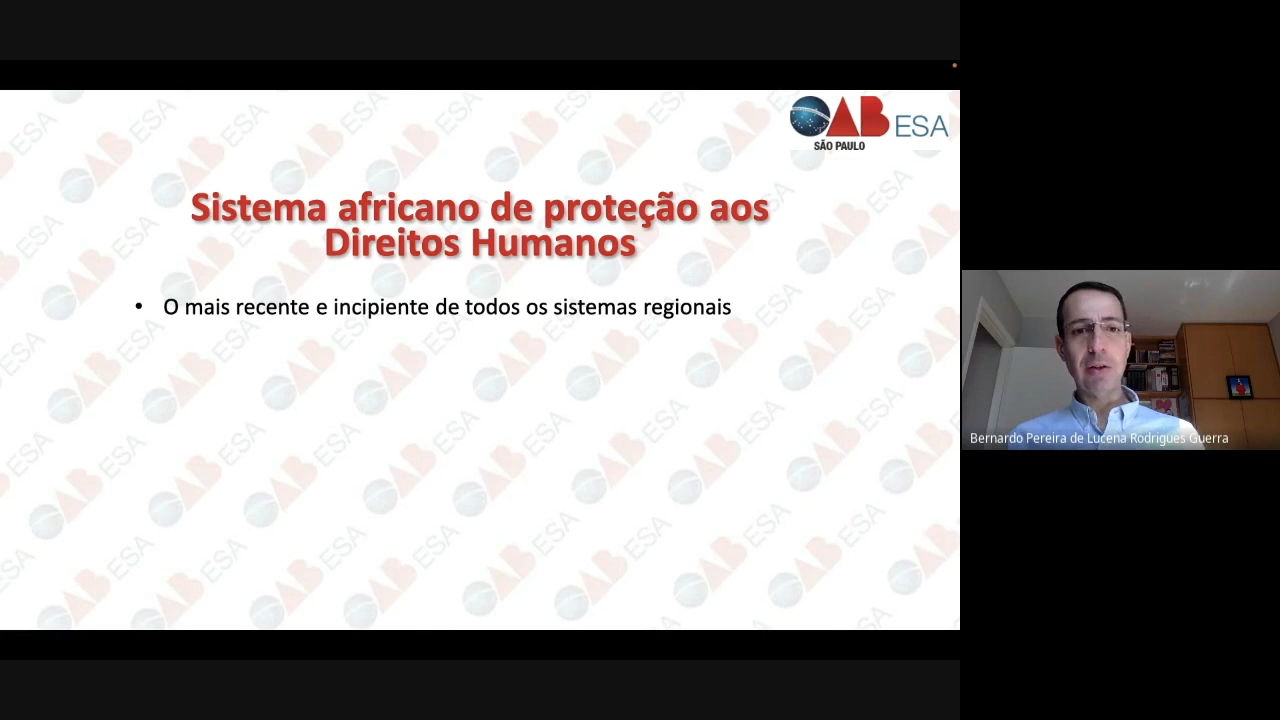 OAB ESA
SÃO PAULO
Sistema africano de proteção aos
Direitos Humanos
• O mais recente e incipiente de todos os sistemas regionais
Bernardo Pereira de Lucena Rodrigues Guerra